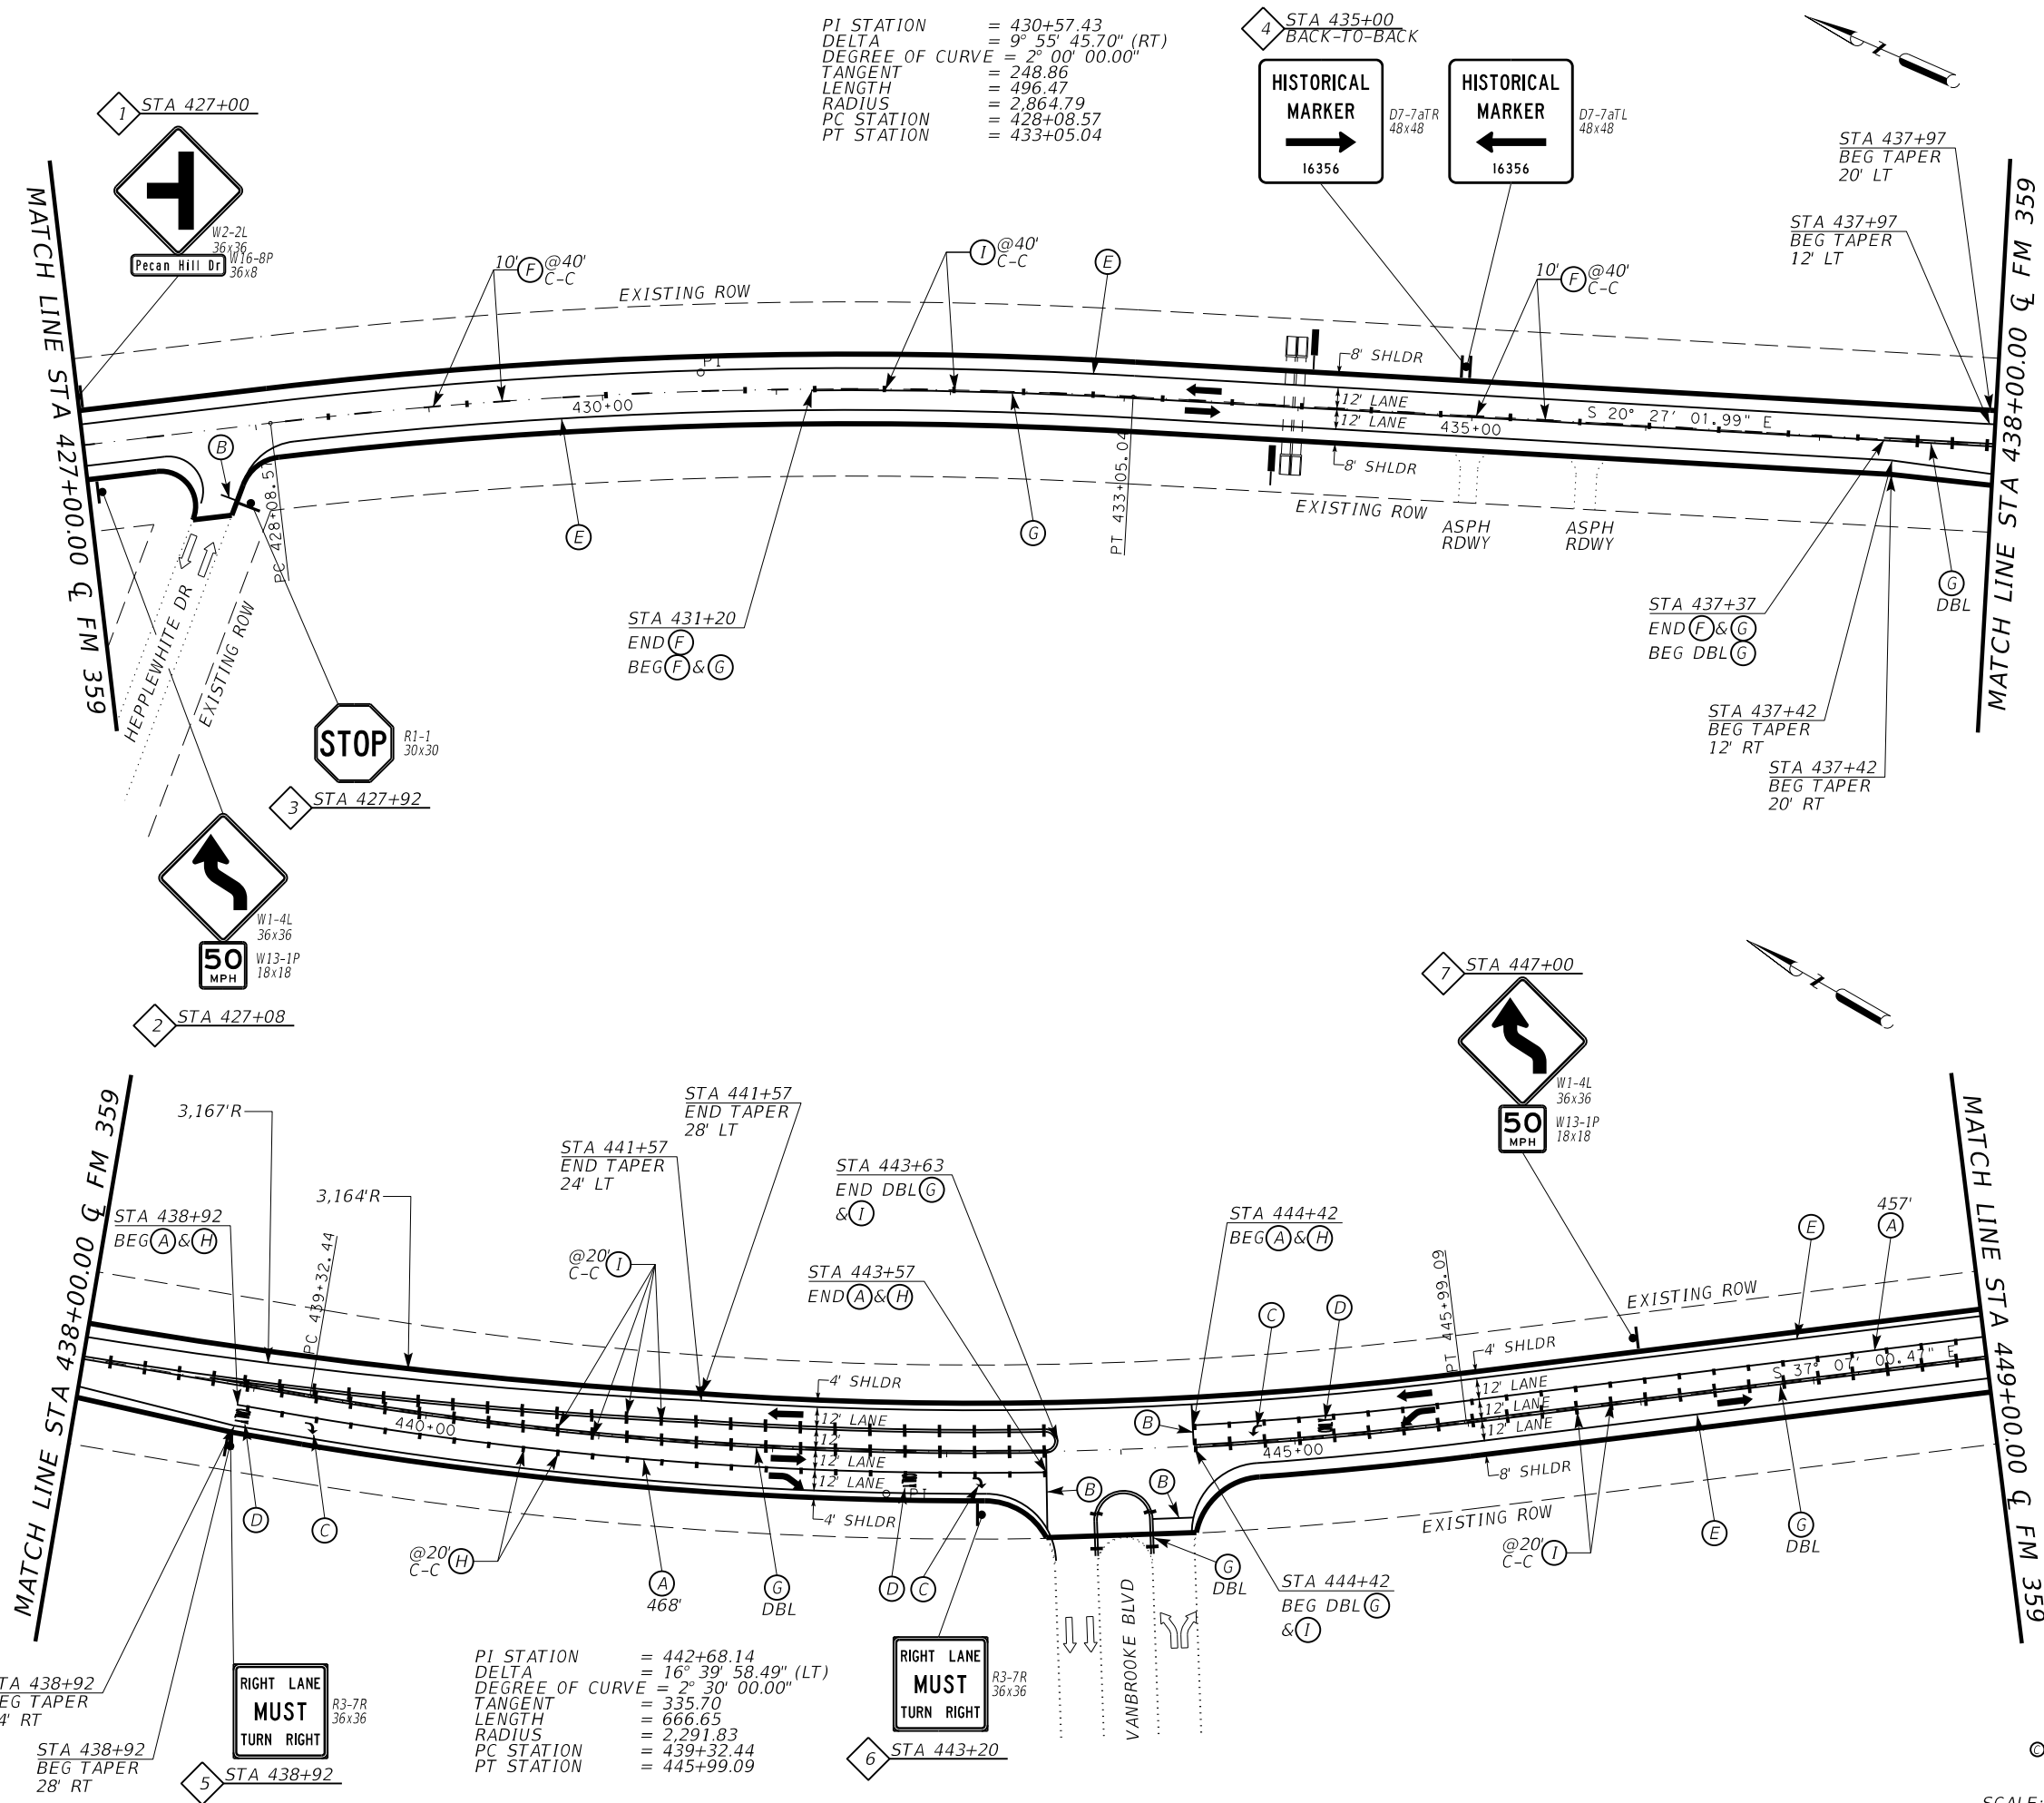 PI STATION = 430+57.43
DELTA = 9° 55' 45.70" (RT)
DEGREE OF CURVE = 2° 00' 00.00"
TANGENT = 248.86
LENGTH = 496.47
RADIUS = 2,864.79
PC STATION = 428+08.57
PT STATION = 433+05.04
4 STA 435+00
BACK-TO-BACK
HISTORICAL
MARKER
16356
D7-7aTR
48x48
HISTORICAL
MARKER
16356
D7-7aTL
48x48
1 STA 427+00
W2-2L
36x36
Pecan Hill Dr
W16-8P
36x8
MATCH LINE STA 427+00.00 ℄ FM 359
10' F @40'
C-C
EXISTING ROW
I @40'
C-C
E
10' F @40'
C-C
STA 437+97
BEG TAPER
20' LT
STA 437+97
BEG TAPER
12' LT
MATCH LINE STA 438+00.00 ℄ FM 359
PI
430+00
8' SHLDR
12' LANE
12' LANE
8' SHLDR
435+00
S 20° 27' 01.99" E
B
PC 428+08.5
E
G
PT 433+05.04
EXISTING ROW
ASPH
RDWY
ASPH
RDWY
HEPPLEWHITE DR
EXISTING ROW
STA 431+20
END F
BEG F & G
STA 437+37
END F & G
BEG DBL G
G
DBL
STA 437+42
BEG TAPER
12' RT
STA 437+42
BEG TAPER
20' RT
STOP
R1-1
30x30
3 STA 427+92
W1-4L
36x36
50
MPH
W13-1P
18x18
2 STA 427+08
7 STA 447+00
W1-4L
36x36
50
MPH
W13-1P
18x18
MATCH LINE STA 438+00.00 ℄ FM 359
3,167'R
3,164'R
STA 438+92
BEG A & H
PC 439+32.44
STA 441+57
END TAPER
28' LT
STA 441+57
END TAPER
24' LT
@20'
C-C I
STA 443+63
END DBL G
& I
STA 443+57
END A & H
STA 444+42
BEG A & H
C
D
PT 445+99.09
EXISTING ROW
E
457'
A
MATCH LINE STA 449+00.00 ℄ FM 359
4' SHLDR
12' LANE
12'
12' LANE
12' LANE
4' SHLDR
440+00
PI
B
B
B
445+00
4' SHLDR
12' LANE
12' LANE
12' LANE
8' SHLDR
S 37° 07' 00.47" E
EXISTING ROW
D
C
@20'
C-C H
A
468'
G
DBL
D
C
G
DBL
STA 444+42
BEG DBL G
& I
@20'
C-C I
E
G
DBL
VANBROOKE BLVD
TA 438+92
EG TAPER
4' RT
STA 438+92
BEG TAPER
28' RT
RIGHT LANE
MUST
TURN RIGHT
R3-7R
36x36
5 STA 438+92
PI STATION = 442+68.14
DELTA = 16° 39' 58.49" (LT)
DEGREE OF CURVE = 2° 30' 00.00"
TANGENT = 335.70
LENGTH = 666.65
RADIUS = 2,291.83
PC STATION = 439+32.44
PT STATION = 445+99.09
RIGHT LANE
MUST
TURN RIGHT
R3-7R
36x36
6 STA 443+20
©